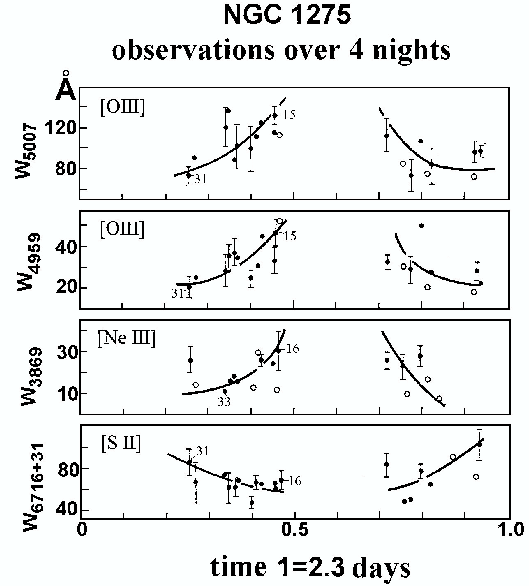 NGC 1275
observations over 4 nights
Å
[OIII]
15
120
80
31
W5007
[OIII]
15
40
20
31
W4959
[Ne III]
16
30
10
33
W3869
[S II]
31
80
40
W6716+31
0 0.5 1.0
time 1=2.3 days